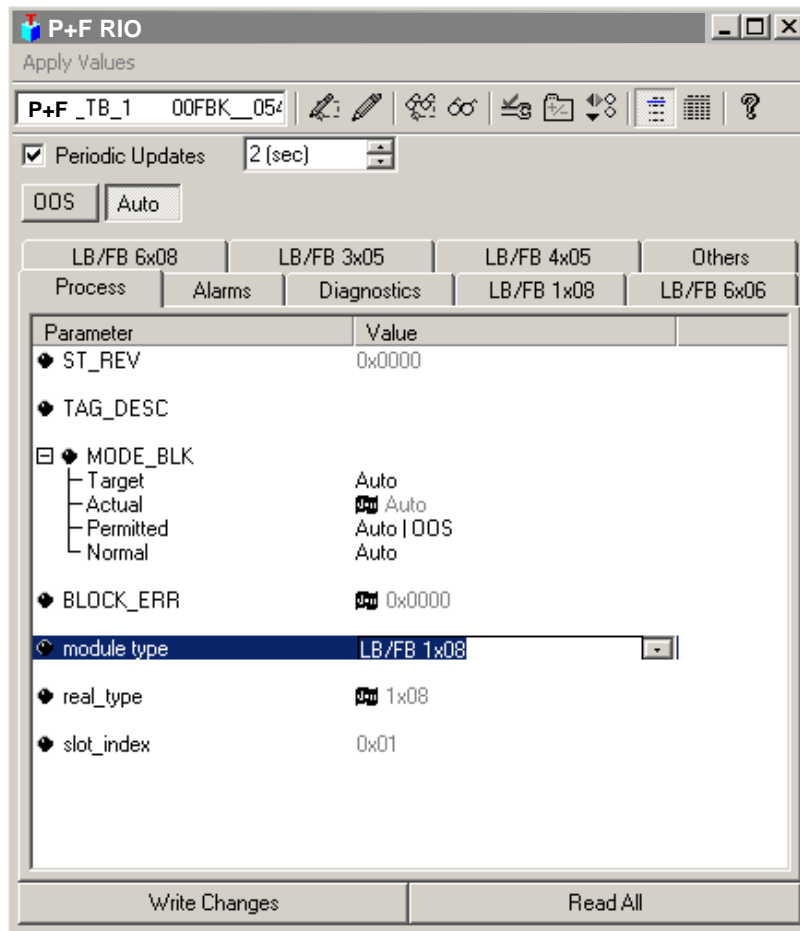 P+F RIO
Apply Values
P+F _TB_1 00FBK__054
Periodic Updates 2 (sec)
OOS Auto
LB/FB 6x08 LB/FB 3x05 LB/FB 4x05 Others
Process Alarms Diagnostics LB/FB 1x08 LB/FB 6x06
Parameter Value
ST_REV 0x0000
TAG_DESC
MODE_BLK
Target Auto
Actual Auto
Permitted Auto | OOS
Normal Auto
BLOCK_ERR 0x0000
module type LB/FB 1x08
real_type 1x08
slot_index 0x01
Write Changes Read All